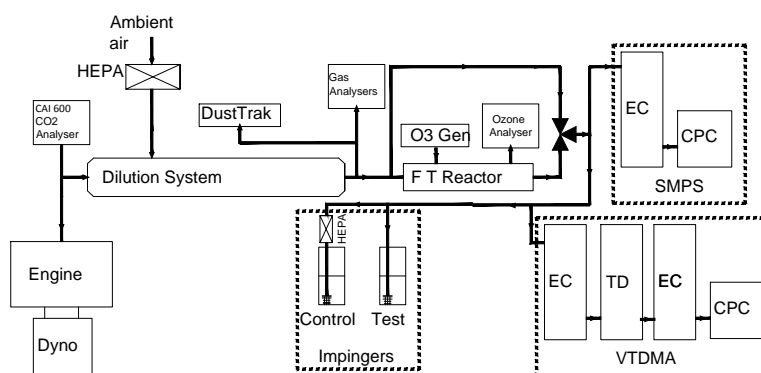 Ambient
air
HEPA
CAI 600
CO2
Analyser
DustTrak
Gas
Analysers
O3 Gen
Ozone
Analyser
EC
CPC
SMPS
Dilution System
F T Reactor
HEPA
Engine
Dyno
Control
Test
Impingers
EC
TD
EC
CPC
VTDMA